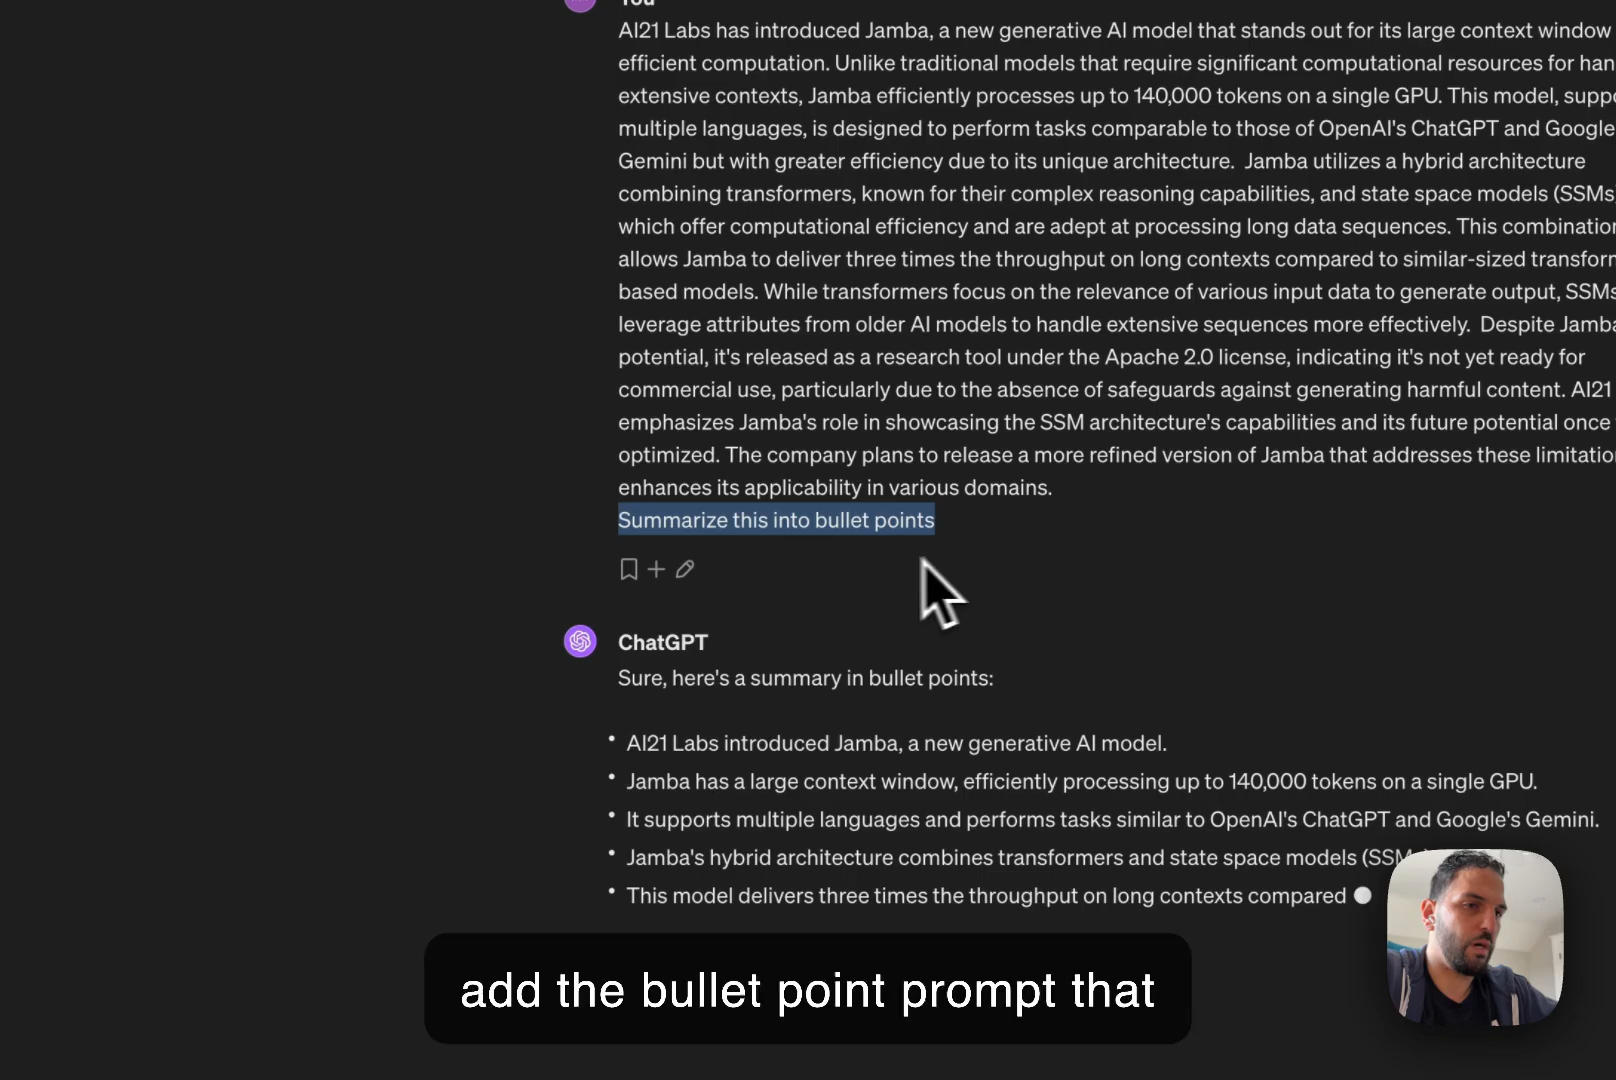 You
AI21 Labs has introduced Jamba, a new generative AI model that stands out for its large context window
efficient computation. Unlike traditional models that require significant computational resources for han
extensive contexts, Jamba efficiently processes up to 140,000 tokens on a single GPU. This model, suppo
multiple languages, is designed to perform tasks comparable to those of OpenAI's ChatGPT and Google
Gemini but with greater efficiency due to its unique architecture.  Jamba utilizes a hybrid architecture
combining transformers, known for their complex reasoning capabilities, and state space models (SSMs
which offer computational efficiency and are adept at processing long data sequences. This combination
allows Jamba to deliver three times the throughput on long contexts compared to similar-sized transform
based models. While transformers focus on the relevance of various input data to generate output, SSMs
leverage attributes from older AI models to handle extensive sequences more effectively.  Despite Jamba
potential, it's released as a research tool under the Apache 2.0 license, indicating it's not yet ready for
commercial use, particularly due to the absence of safeguards against generating harmful content. AI21
emphasizes Jamba's role in showcasing the SSM architecture's capabilities and its future potential once
optimized. The company plans to release a more refined version of Jamba that addresses these limitatio
enhances its applicability in various domains.
Summarize this into bullet points
ChatGPT
Sure, here's a summary in bullet points:
• AI21 Labs introduced Jamba, a new generative AI model.
• Jamba has a large context window, efficiently processing up to 140,000 tokens on a single GPU.
• It supports multiple languages and performs tasks similar to OpenAI's ChatGPT and Google's Gemini.
• Jamba's hybrid architecture combines transformers and state space models (SSM
• This model delivers three times the throughput on long contexts compared
add the bullet point prompt that